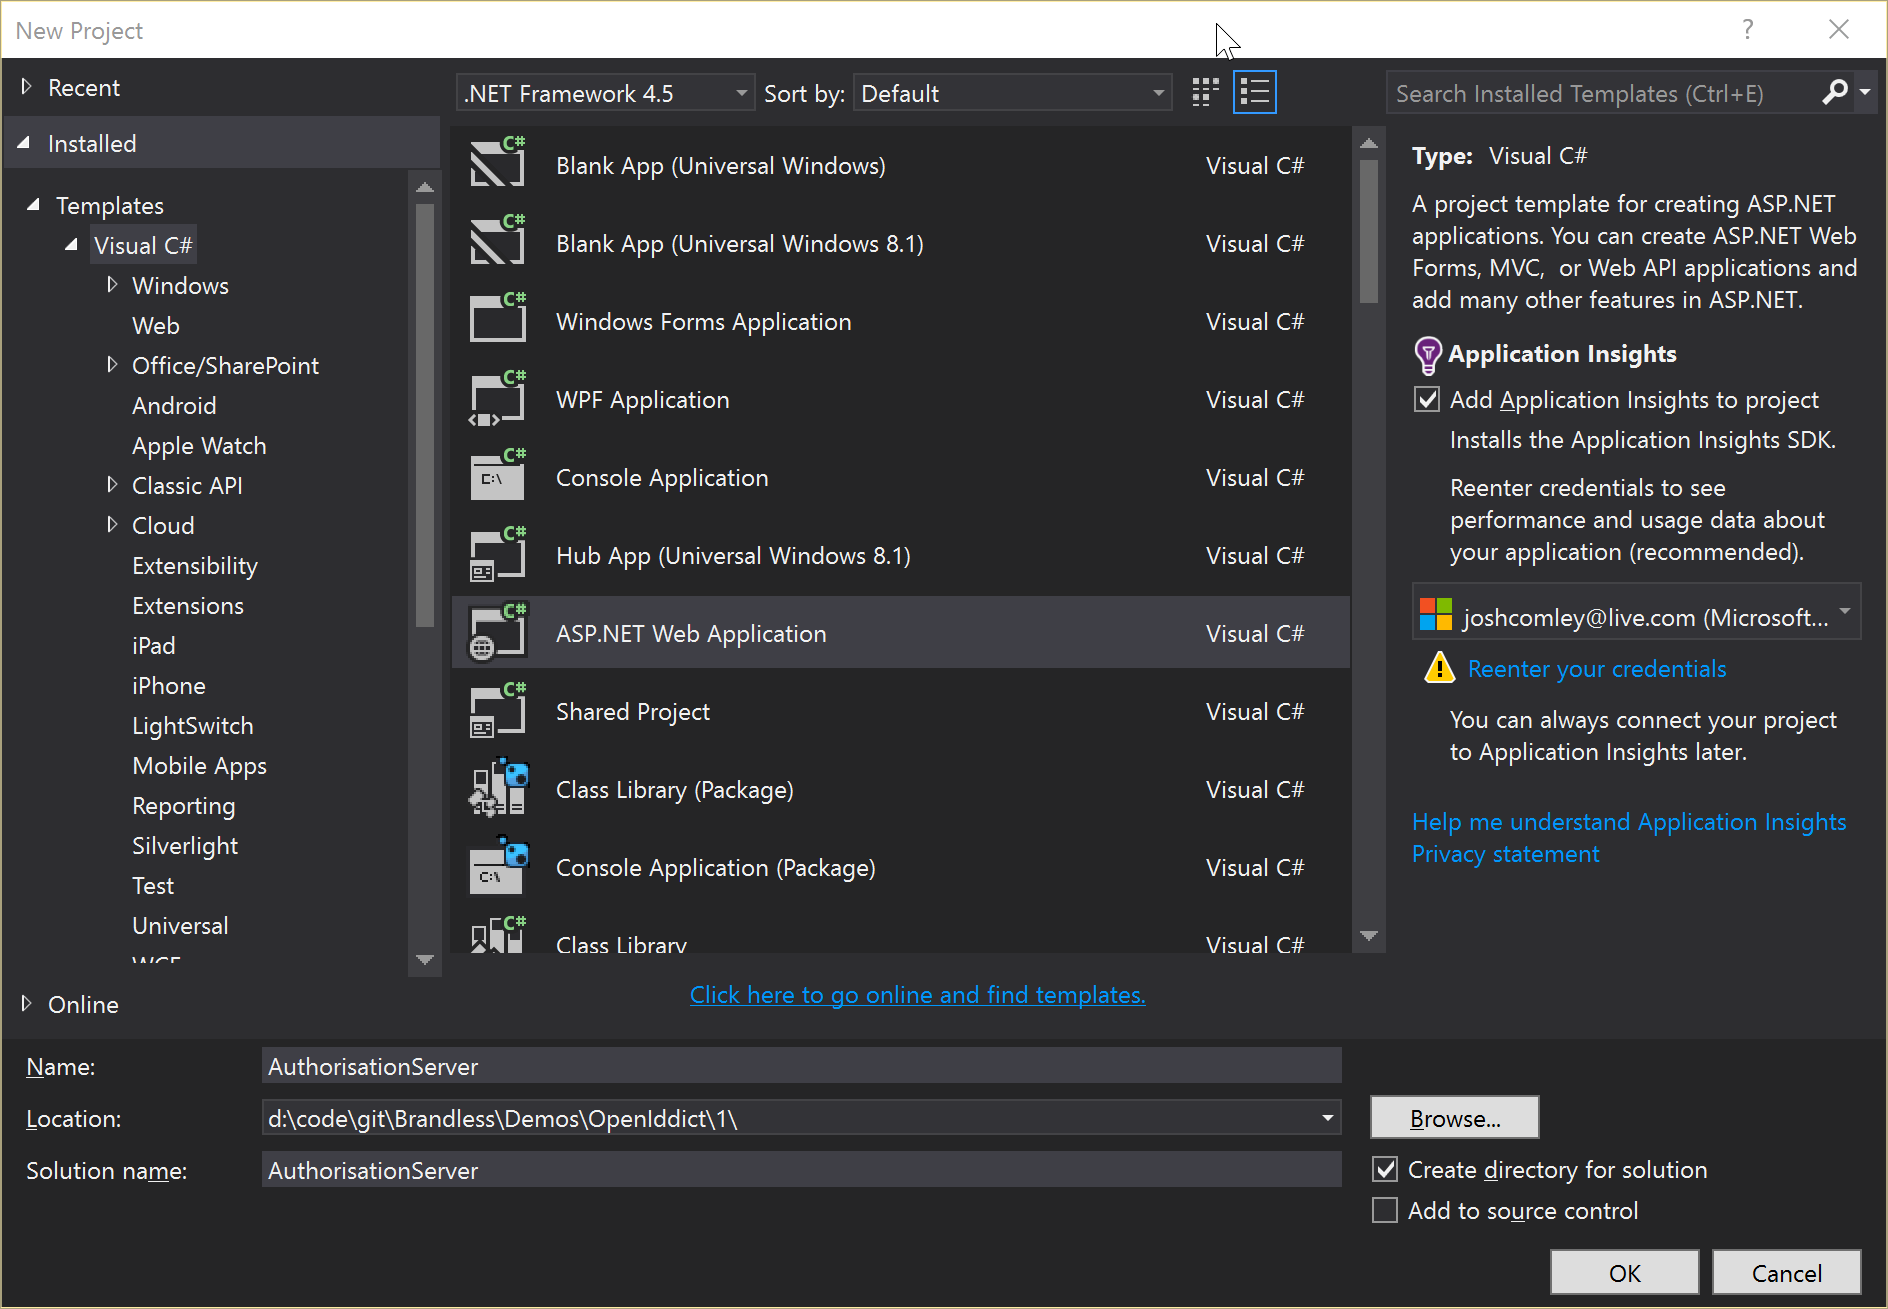 New Project
?
Recent
.NET Framework 4.5
Sort by:
Default
Search Installed Templates (Ctrl+E)
Installed
Templates
Visual C#
Windows
Web
Office/SharePoint
Android
Apple Watch
Classic API
Cloud
Extensibility
Extensions
iPad
iPhone
LightSwitch
Mobile Apps
Reporting
Silverlight
Test
Universal
WCF
Online
C#
Blank App (Universal Windows)
Visual C#
C#
Blank App (Universal Windows 8.1)
Visual C#
C#
Windows Forms Application
Visual C#
C#
WPF Application
Visual C#
C#
C:\
Console Application
Visual C#
C#
Hub App (Universal Windows 8.1)
Visual C#
C#
ASP.NET Web Application
Visual C#
C#
Shared Project
Visual C#
Class Library (Package)
Visual C#
C:\
Console Application (Package)
Visual C#
C#
Class Library
Visual C#
Click here to go online and find templates.
Type: Visual C#
A project template for creating ASP.NET
applications. You can create ASP.NET Web
Forms, MVC, or Web API applications and
add many other features in ASP.NET.
Application Insights
Add Application Insights to project
Installs the Application Insights SDK.
Reenter credentials to see
performance and usage data about
your application (recommended).
joshcomley@live.com (Microsoft...
Reenter your credentials
You can always connect your project
to Application Insights later.
Help me understand Application Insights
Privacy statement
Name:
AuthorisationServer
Location:
d:\code\git\Brandless\Demos\OpenIddict\1\
Browse...
Solution name:
AuthorisationServer
Create directory for solution
Add to source control
OK
Cancel